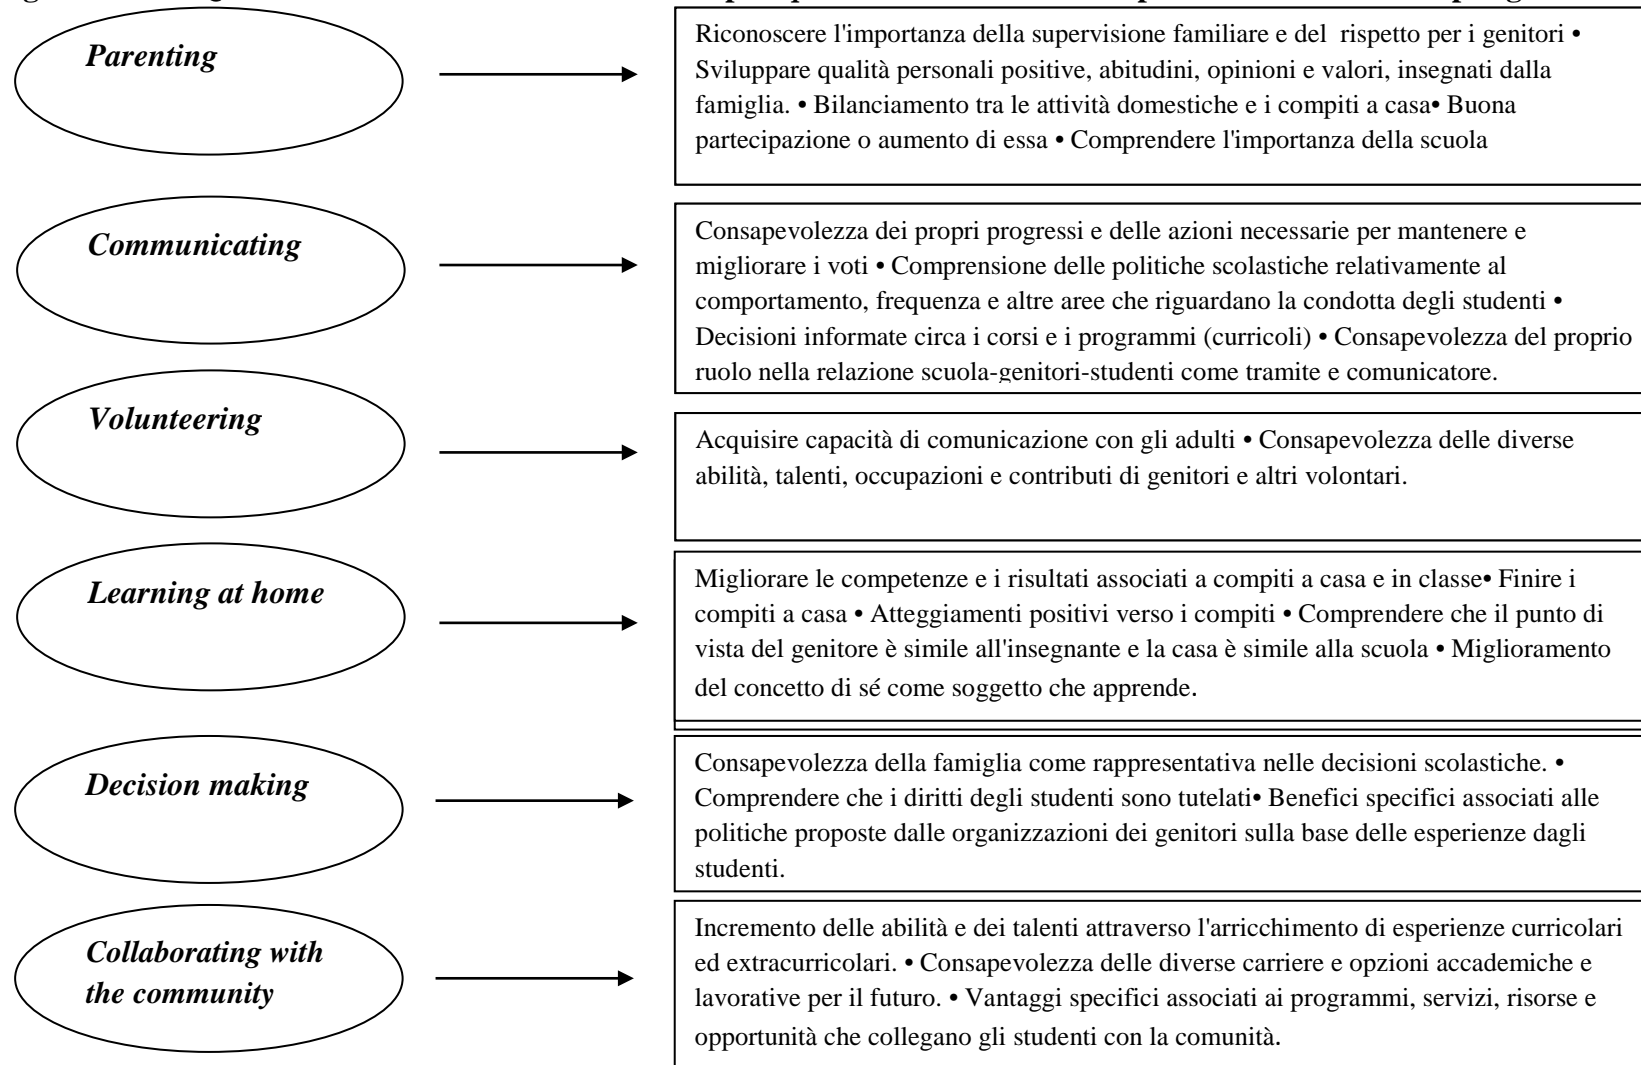 Parenting
Riconoscere l'importanza della supervisione familiare e del rispetto per i genitori •
Sviluppare qualità personali positive, abitudini, opinioni e valori, insegnati dalla
famiglia. • Bilanciamento tra le attività domestiche e i compiti a casa• Buona
partecipazione o aumento di essa • Comprendere l'importanza della scuola
Communicating
Consapevolezza dei propri progressi e delle azioni necessarie per mantenere e
migliorare i voti • Comprensione delle politiche scolastiche relativamente al
comportamento, frequenza e altre aree che riguardano la condotta degli studenti •
Decisioni informate circa i corsi e i programmi (curricoli) • Consapevolezza del proprio
ruolo nella relazione scuola-genitori-studenti come tramite e comunicatore.
Volunteering
Acquisire capacità di comunicazione con gli adulti • Consapevolezza delle diverse
abilità, talenti, occupazioni e contributi di genitori e altri volontari.
Learning at home
Migliorare le competenze e i risultati associati a compiti a casa e in classe• Finire i
compiti a casa • Atteggiamenti positivi verso i compiti • Comprendere che il punto di
vista del genitore è simile all'insegnante e la casa è simile alla scuola • Miglioramento
del concetto di sé come soggetto che apprende.
Decision making
Consapevolezza della famiglia come rappresentativa nelle decisioni scolastiche. •
Comprendere che i diritti degli studenti sono tutelati• Benefici specifici associati alle
politiche proposte dalle organizzazioni dei genitori sulla base delle esperienze dagli
studenti.
Collaborating with
the community
Incremento delle abilità e dei talenti attraverso l'arricchimento di esperienze curricolari
ed extracurricolari. • Consapevolezza delle diverse carriere e opzioni accademiche e
lavorative per il futuro. • Vantaggi specifici associati ai programmi, servizi, risorse e
opportunità che collegano gli studenti con la comunità.